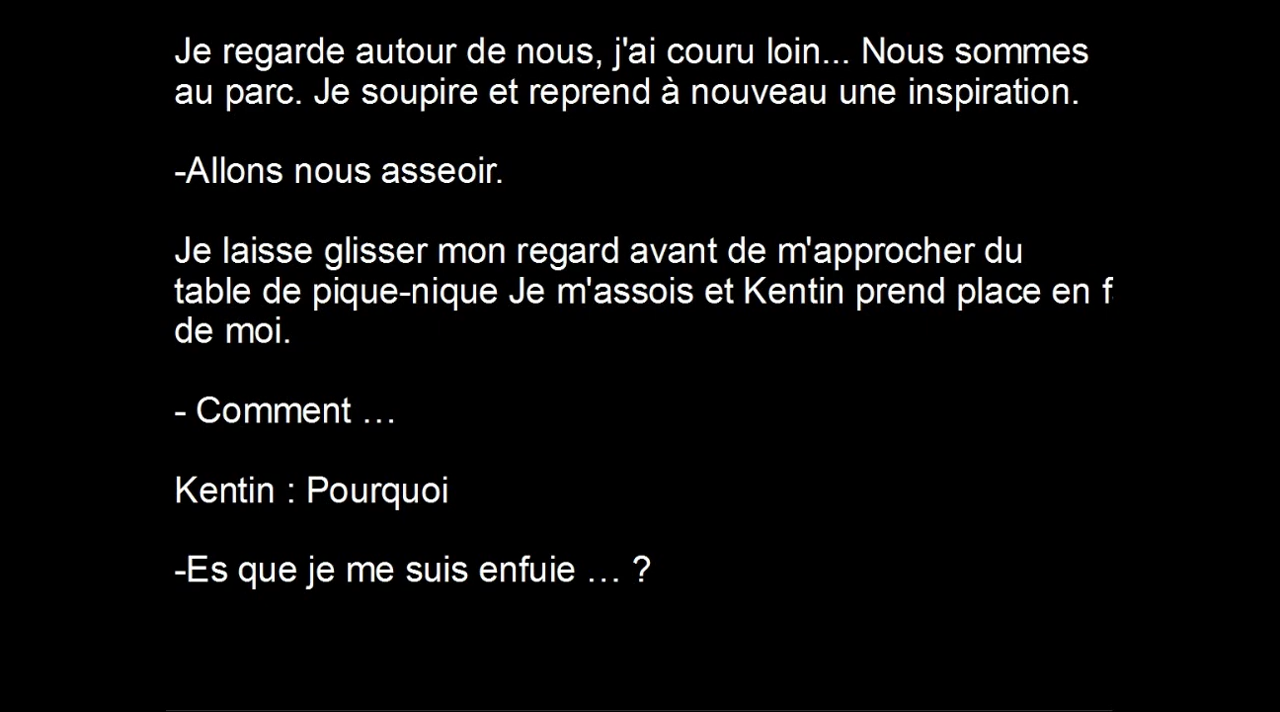 Je regarde autour de nous, j'ai couru loin... Nous sommes
au parc. Je soupire et reprend à nouveau une inspiration.
-Allons nous asseoir.
Je laisse glisser mon regard avant de m'approcher du
table de pique-nique Je m'assois et Kentin prend place en
de moi.
- Comment …
Kentin : Pourquoi
-Es que je me suis enfuie … ?